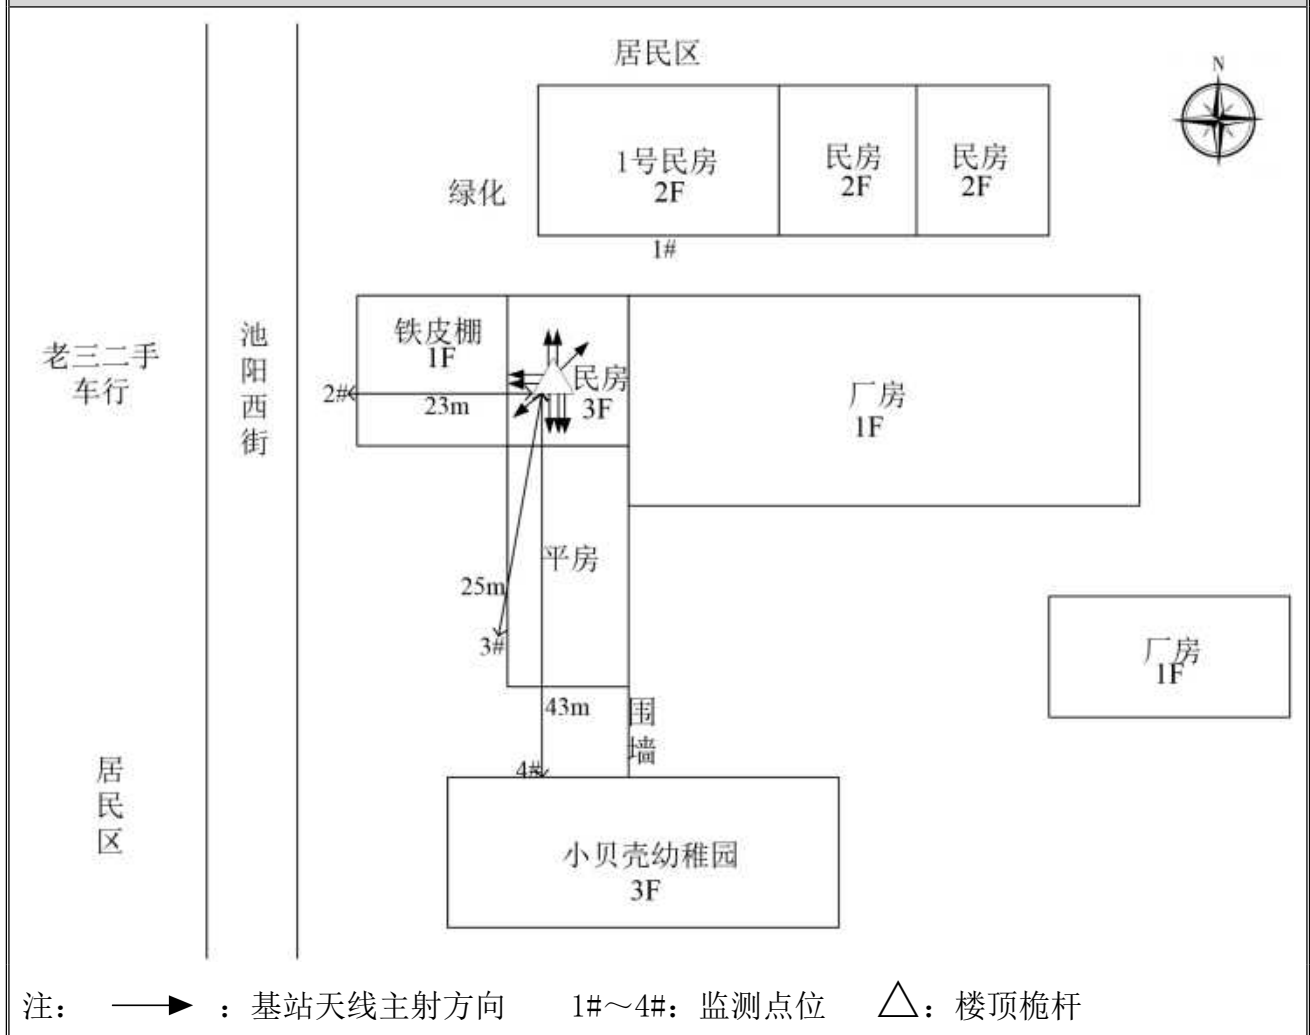 居民区
N
1号民房
2F
民房
2F
民房
2F
绿化
1#
铁皮棚
1F
民房
3F
厂房
1F
老三二手
车行
池阳西街
2#
23m
平房
25m
3#
厂房
1F
43m
围墙
4#
居民区
小贝壳幼稚园
3F
注： ：基站天线主射方向 1#～4#：监测点位 △：楼顶桅杆